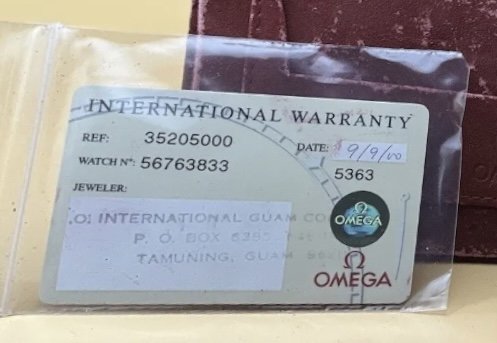 INTERNATIONAL WARRANTY
REF: 35205000
DATE: 9/9/00
WATCH Nº: 56763833
5363
JEWELER:
INTERNATIONAL GUAM
P. O. BOX
TAMUNING, GUAM
Ω
OMEGA
Ω
OMEGA